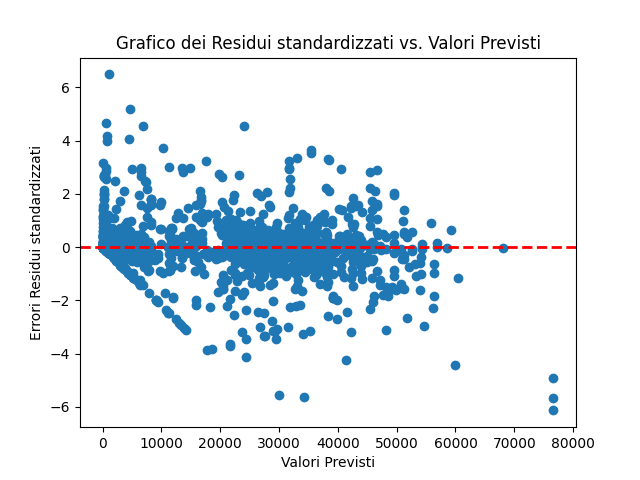 Grafico dei Residui standardizzati vs. Valori Previsti
6
4
2
0
−2
−4
−6
Errori Residui standardizzati
0 10000 20000 30000 40000 50000 60000 70000 80000
Valori Previsti